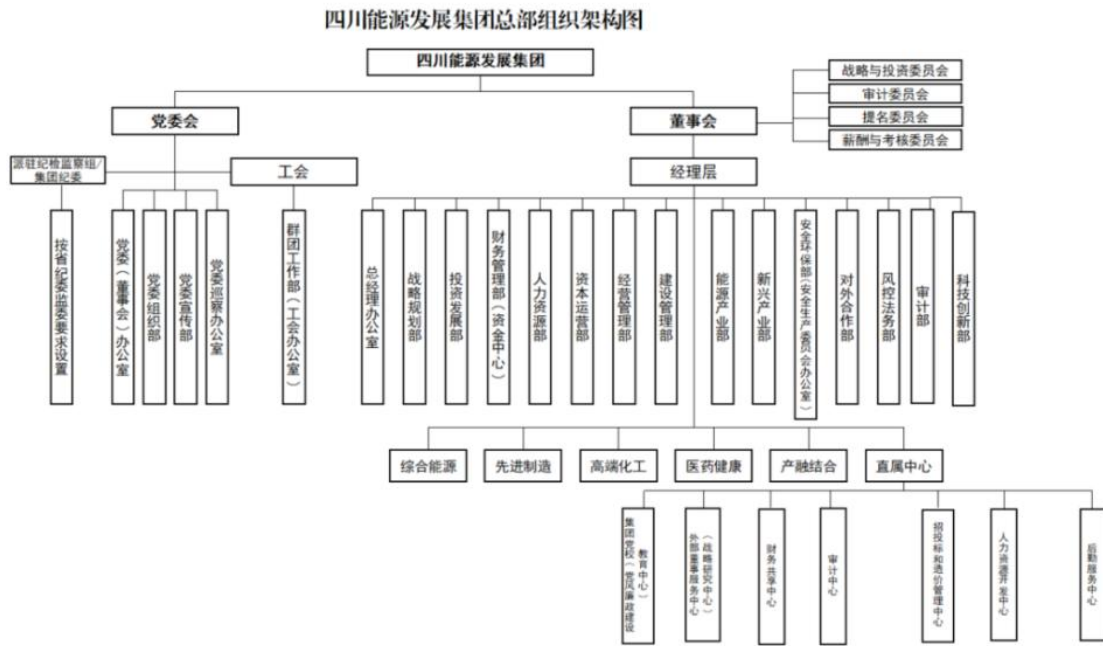 四川能源发展集团总部组织架构图
四川能源发展集团
党委会
董事会
战略与投资委员会
审计委员会
提名委员会
薪酬与考核委员会
派驻纪检监察组/
集团纪委
工会
经理层
按省纪委监委要求设置
党委（董事会）办公室
党委组织部
党委宣传部
党委巡察办公室
群团工作部（工会办公室）
总经理办公室
战略规划部
投资发展部
财务管理部（资金中心）
人力资源部
资本运营部
经营管理部
建设管理部
能源产业部
新兴产业部
安全环保部（安全生产委员会办公室）
对外合作部
风控法务部
审计部
科技创新部
综合能源
先进制造
高端化工
医药健康
产融结合
直属中心
集团党校（党风廉政建设
教育中心）
外部董事服务中心
（战略研究中心）
财务共享中心
审计中心
招投标和造价管理中心
人力资源开发中心
后勤服务中心